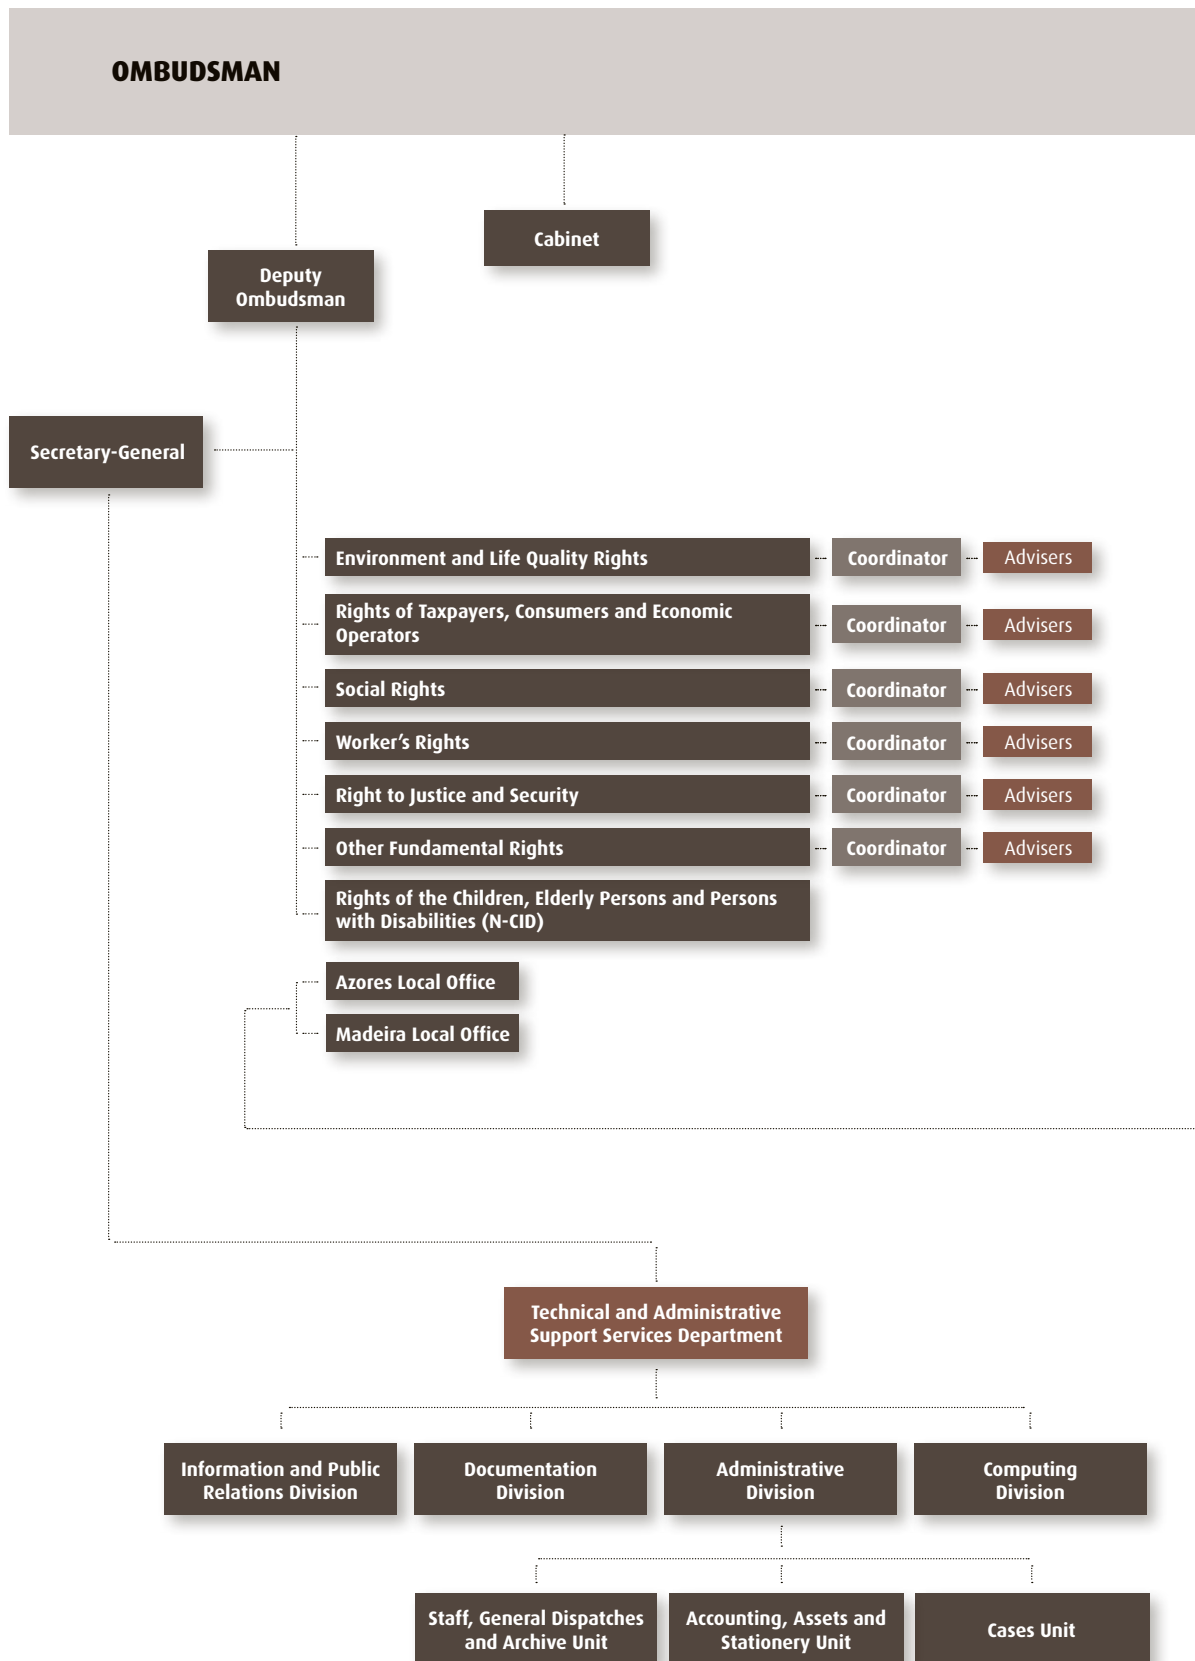 OMBUDSMAN
Cabinet
Deputy
Ombudsman
Secretary-General
Environment and Life Quality Rights
Coordinator
Advisers
Rights of Taxpayers, Consumers and Economic
Operators
Coordinator
Advisers
Social Rights
Coordinator
Advisers
Worker’s Rights
Coordinator
Advisers
Right to Justice and Security
Coordinator
Advisers
Other Fundamental Rights
Coordinator
Advisers
Rights of the Children, Elderly Persons and Persons
with Disabilities (N-CID)
Azores Local Office
Madeira Local Office
Technical and Administrative
Support Services Department
Information and Public
Relations Division
Documentation
Division
Administrative
Division
Computing
Division
Staff, General Dispatches
and Archive Unit
Accounting, Assets and
Stationery Unit
Cases Unit